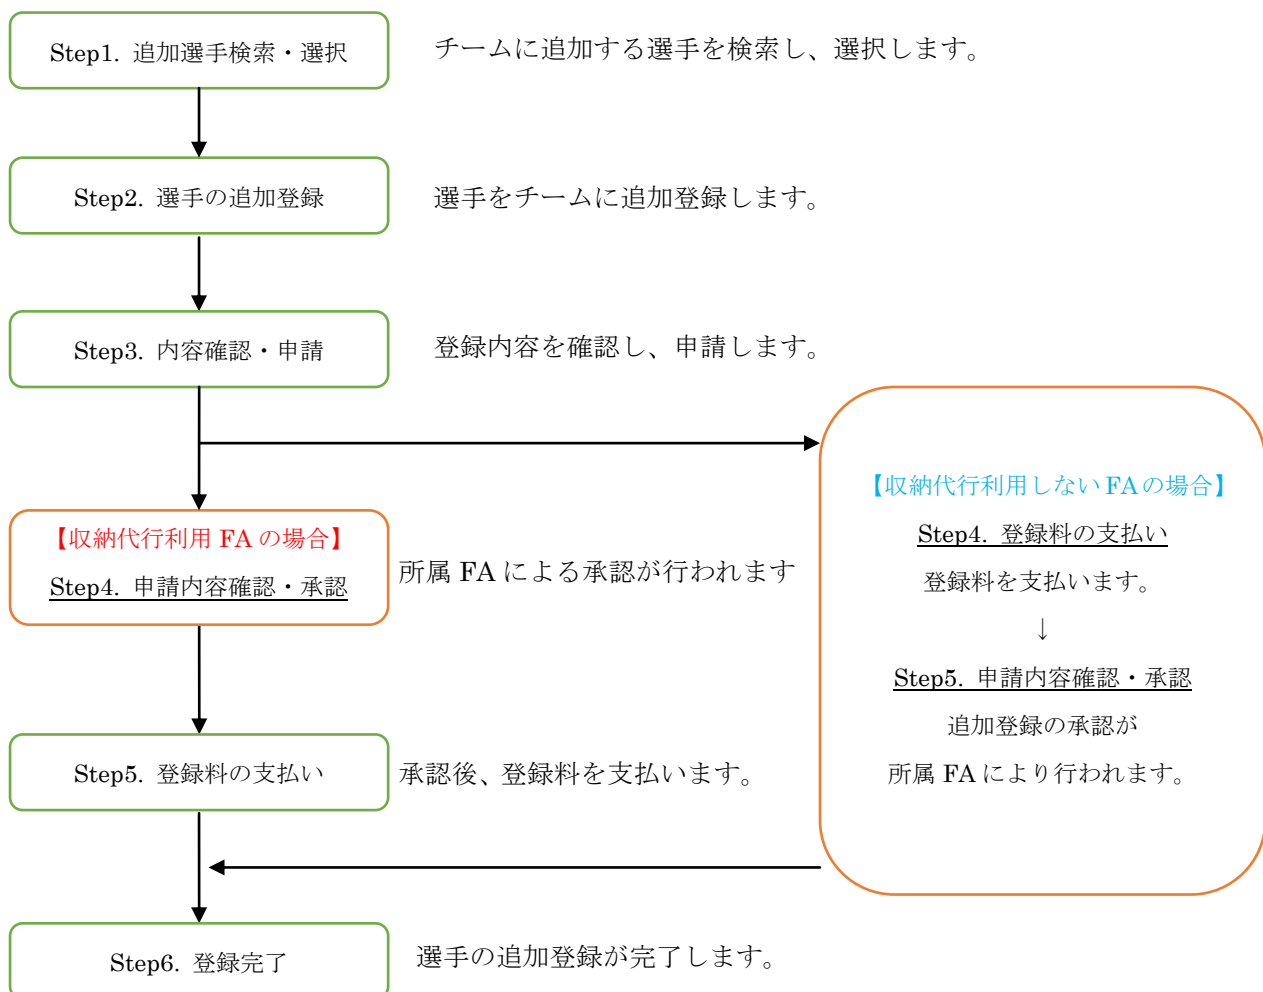 Step1. 追加選手検索・選択
チームに追加する選手を検索し、選択します。
Step2. 選手の追加登録
選手をチームに追加登録します。
Step3. 内容確認・申請
登録内容を確認し、申請します。
【収納代行利用 FA の場合】
Step4. 申請内容確認・承認
所属 FA による承認が行われます
Step5. 登録料の支払い
承認後、登録料を支払います。
【収納代行利用しない FA の場合】
Step4. 登録料の支払い
登録料を支払います。
↓
Step5. 申請内容確認・承認
追加登録の承認が
所属 FA により行われます。
Step6. 登録完了
選手の追加登録が完了します。